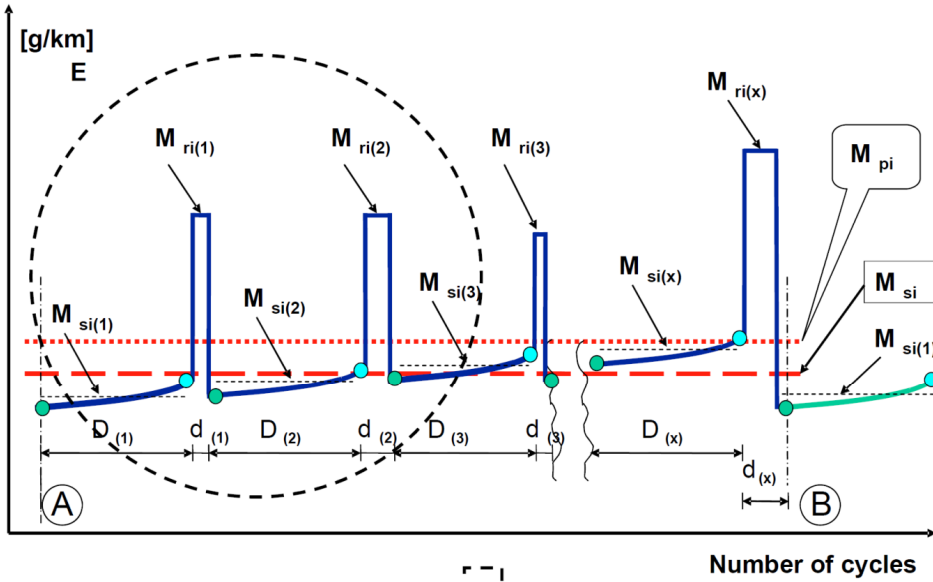 [g/km]
E
M ri(1)
M ri(2)
M ri(3)
M ri(x)
M pi
M si(1)
M si(2)
M si(3)
M si(x)
M si
M si(1)
D (1)
d (1)
D (2)
d (2)
D (3)
d (3)
D (x)
d (x)
A
B
Number of cycles